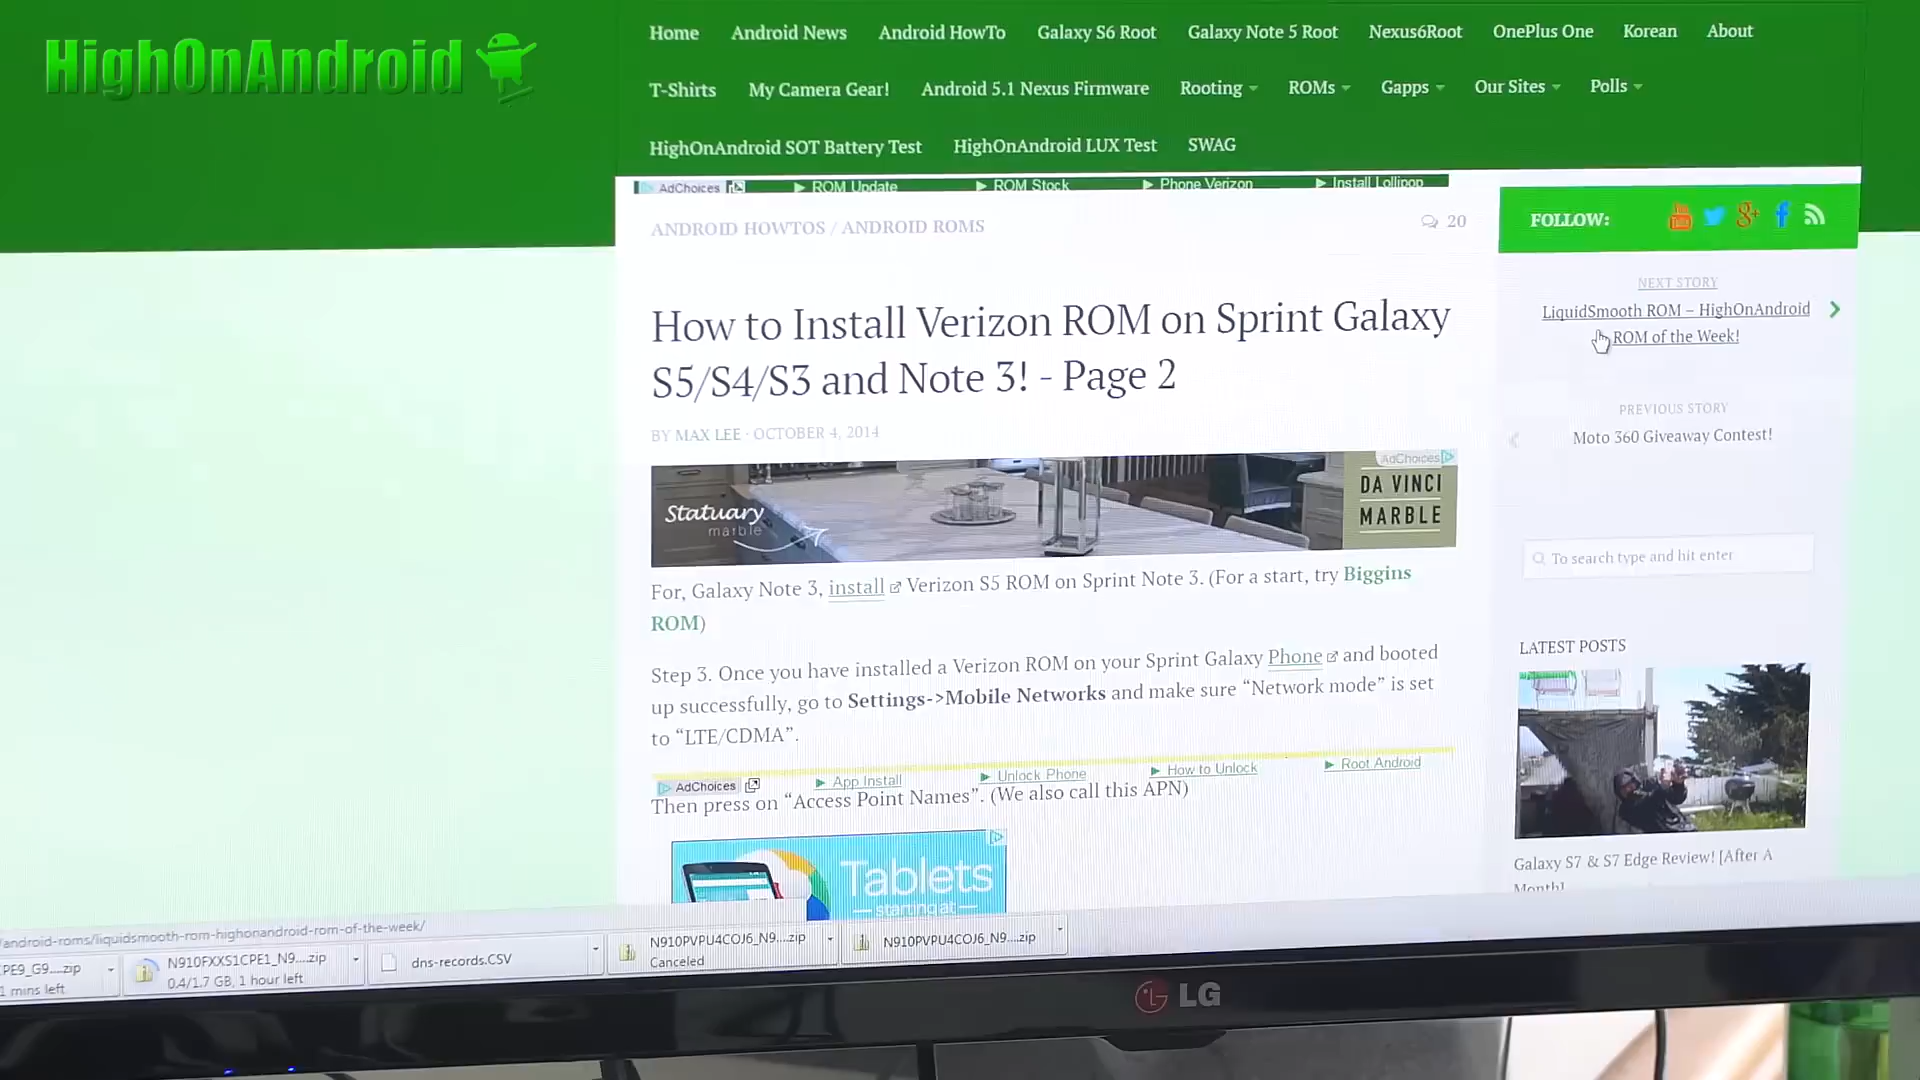 HighOnAndroid
Home Android News Android HowTo Galaxy S6 Root Galaxy Note 5 Root Nexus6Root OnePlus One Korean About
T-Shirts My Camera Gear! Android 5.1 Nexus Firmware Rooting ROMs Gapps Our Sites Polls
HighOnAndroid SOT Battery Test HighOnAndroid LUX Test SWAG
AdChoices ROM Update ROM Stock Phone Verizon Install Lollipop
ANDROID HOWTOS / ANDROID ROMS 20
FOLLOW:
How to Install Verizon ROM on Sprint Galaxy
S5/S4/S3 and Note 3! - Page 2
BY MAX LEE · OCTOBER 4, 2014
AdChoices
Statuary
marble
DA VINCI
MARBLE
For, Galaxy Note 3, install Verizon S5 ROM on Sprint Note 3. (For a start, try Biggins
ROM)
Step 3. Once you have installed a Verizon ROM on your Sprint Galaxy Phone and booted
up successfully, go to Settings->Mobile Networks and make sure “Network mode” is set
to “LTE/CDMA”.
AdChoices App Install Unlock Phone How to Unlock Root Android
Then press on “Access Point Names”. (We also call this APN)
Tablets
starting at
NEXT STORY
LiquidSmooth ROM – HighOnAndroid
ROM of the Week!
PREVIOUS STORY
Moto 360 Giveaway Contest!
To search type and hit enter
LATEST POSTS
Galaxy S7 & S7 Edge Review! [After A
Month]
/android-roms/liquidsmooth-rom-highonandroid-rom-of-the-week/
PE9_G9....zip
1 mins left
N910FXXS1CPE1_N9....zip
0.4/1.7 GB, 1 hour left
dns-records.CSV
N910PVPU4COJ6_N9....zip
Canceled
N910PVPU4COJ6_N9....zip
LG